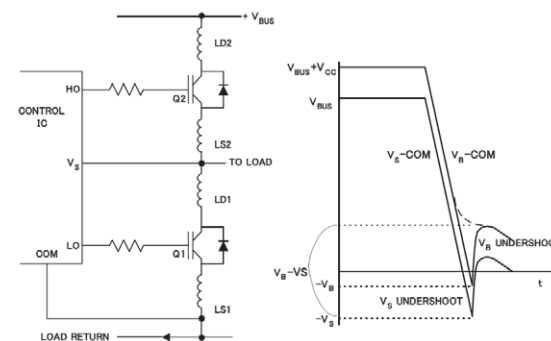 + V_BUS
LD2
HO
Q2
CONTROL IC
LS2
V_S
TO LOAD
LD1
LO
Q1
COM
LS1
LOAD RETURN
V_BUS+V_CC
V_BUS
V_S-COM
V_B-COM
V_B UNDERSHOO
V_B-VS
t
-V_B
V_S UNDERSHOOT
-V_S